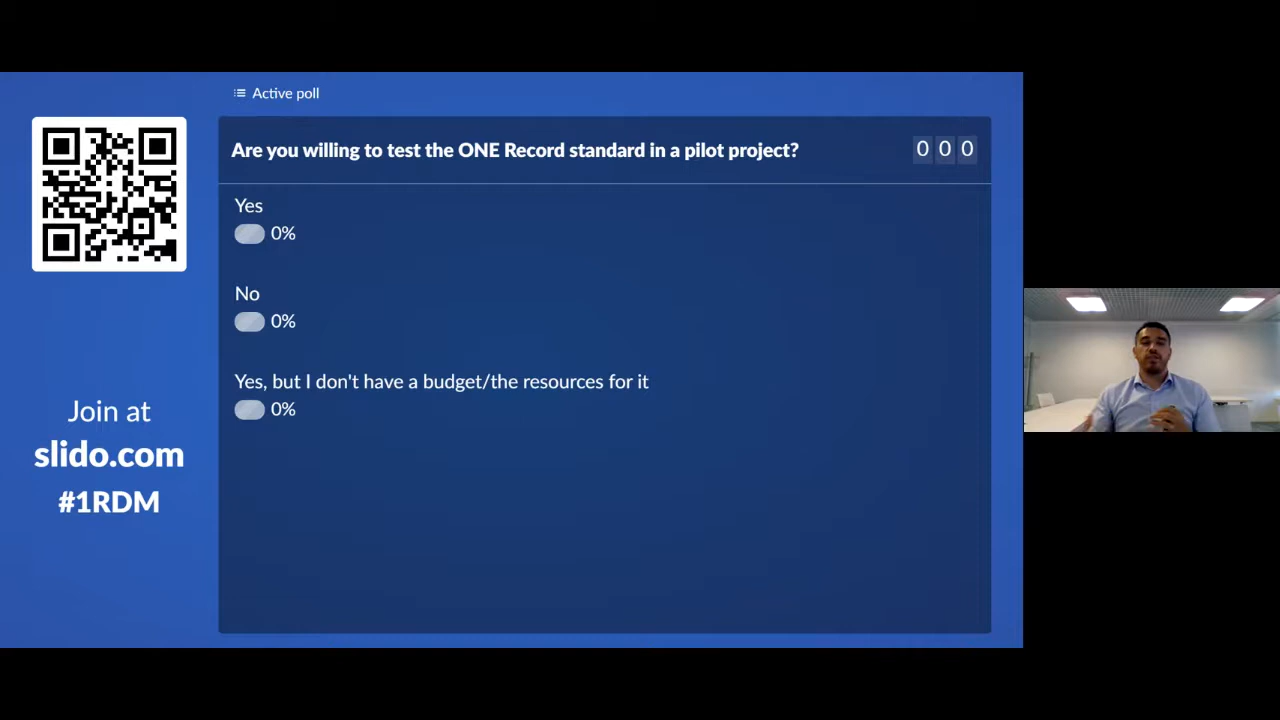 Active poll
Are you willing to test the ONE Record standard in a pilot project?
0 0 0
Yes
0%
No
0%
Yes, but I don't have a budget/the resources for it
0%
Join at
slido.com
#1RDM